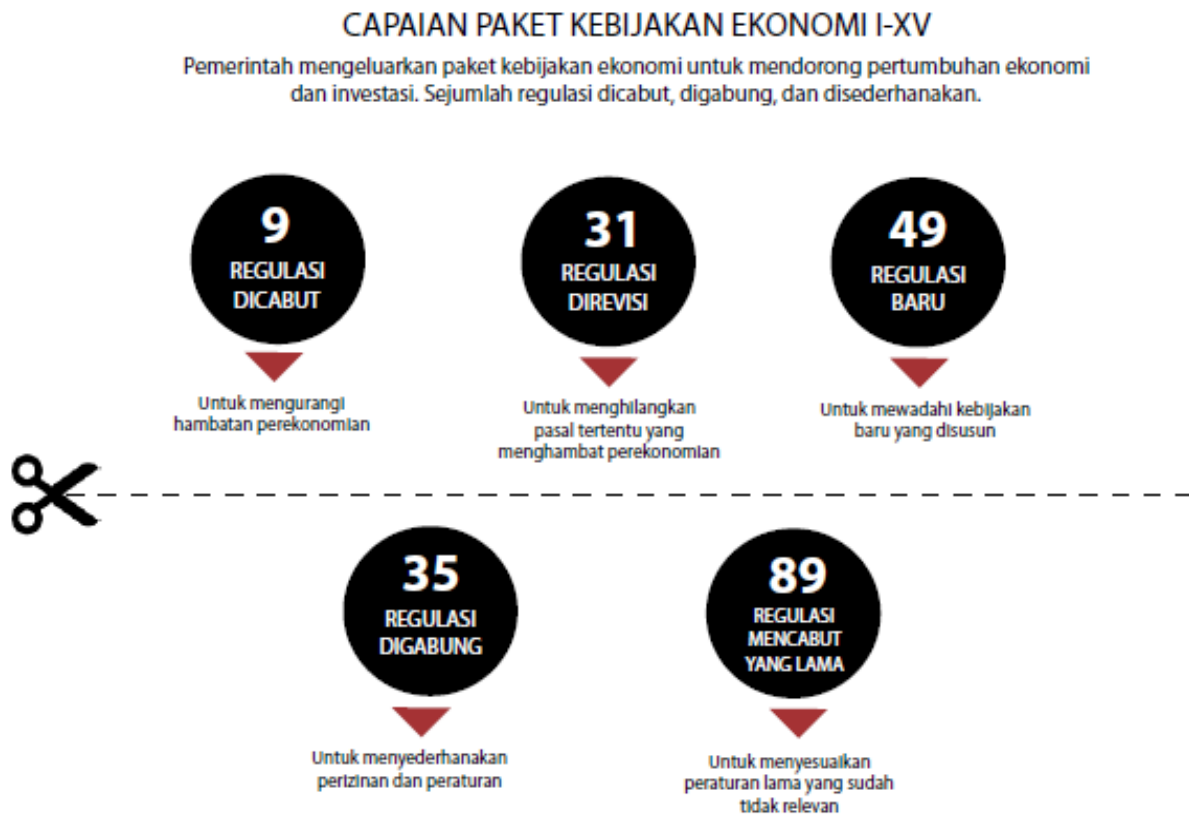 CAPAIAN PAKET KEBIJAKAN EKONOMI I-XV
Pemerintah mengeluarkan paket kebijakan ekonomi untuk mendorong pertumbuhan ekonomi
dan investasi. Sejumlah regulasi dicabut, digabung, dan disederhanakan.
9
REGULASI
DICABUT
Untuk mengurangi
hambatan perekonomian
31
REGULASI
DIREVISI
Untuk menghilangkan
pasal tertentu yang
menghambat perekonomian
49
REGULASI
BARU
Untuk mewadahi kebijakan
baru yang disusun
35
REGULASI
DIGABUNG
Untuk menyederhanakan
perizinan dan peraturan
89
REGULASI
MENCABUT
YANG LAMA
Untuk menyesuaikan
peraturan lama yang sudah
tidak relevan